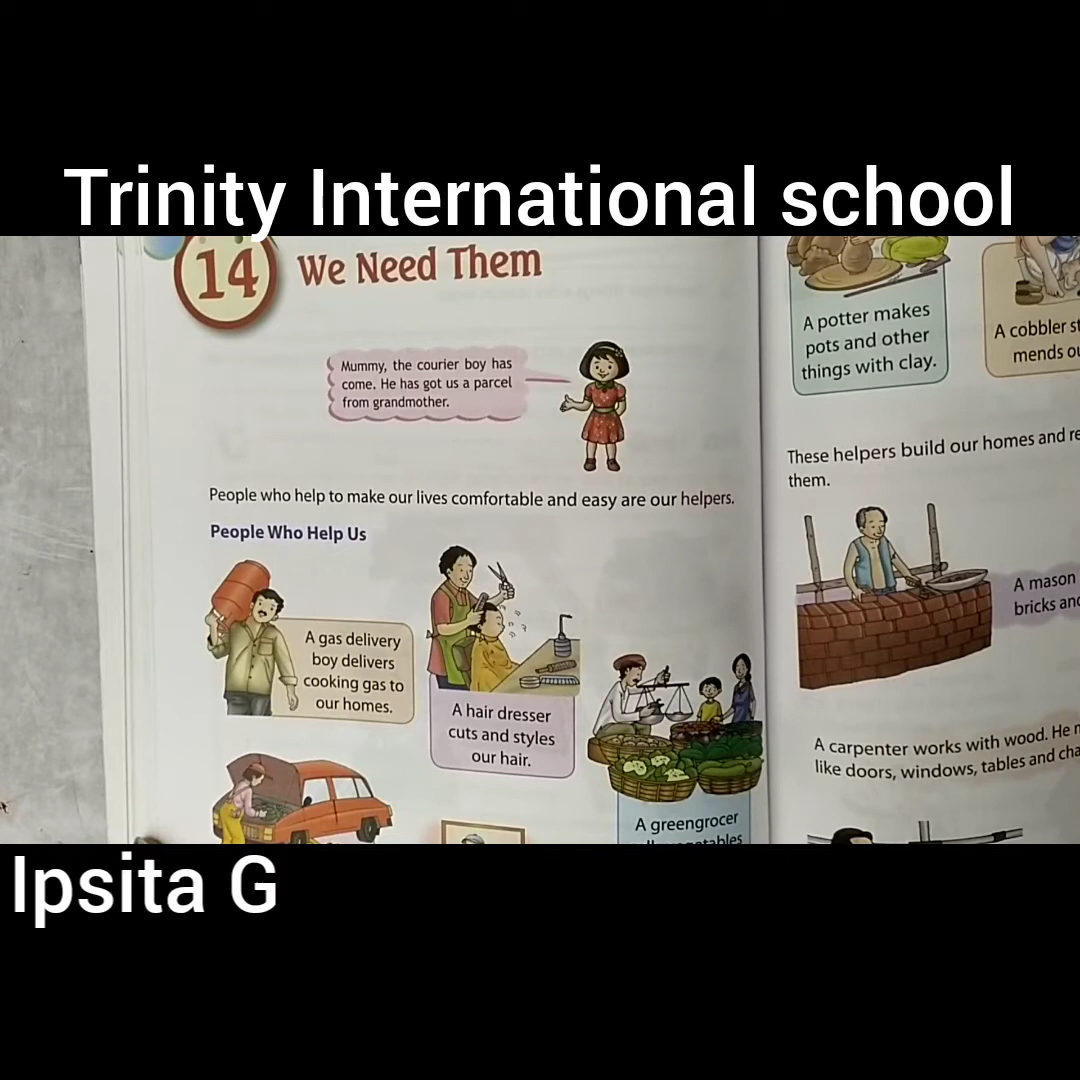 Trinity International school
14 We Need Them
Mummy, the courier boy has
come. He has got us a parcel
from grandmother.
People who help to make our lives comfortable and easy are our helpers.
People Who Help Us
A gas delivery
boy delivers
cooking gas to
our homes.
A hair dresser
cuts and styles
our hair.
A greengrocer
A potter makes
pots and other
things with clay.
A cobbler
mends
These helpers build our homes and
them.
A mason
bricks
A carpenter works with wood. He
like doors, windows, tables and
Ipsita G